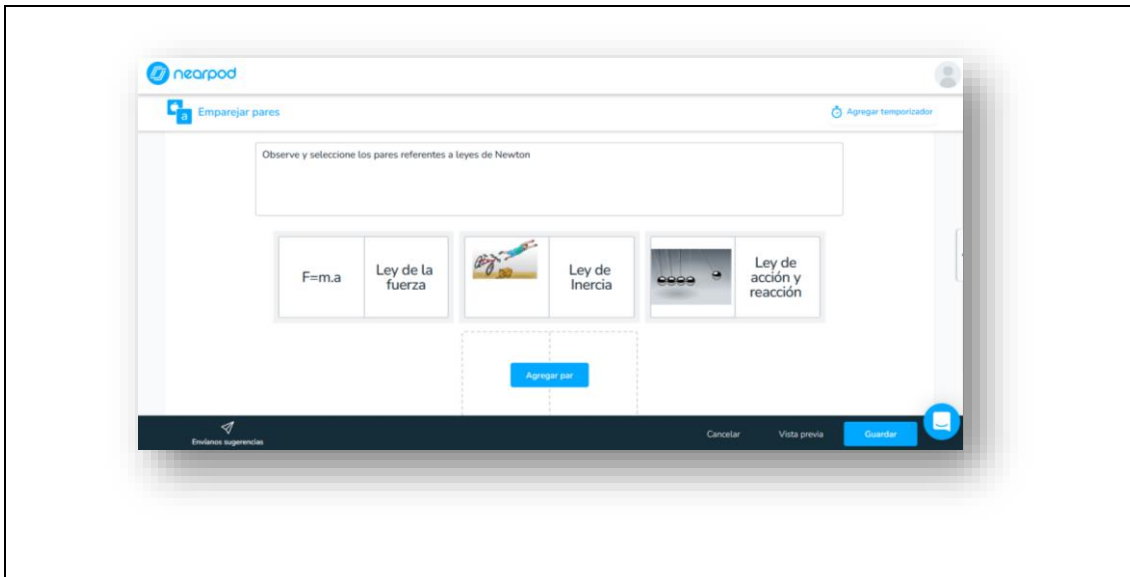 nearpod
a
Emparejar pares
Agregar temporizador
Observe y seleccione los pares referentes a leyes de Newton
F=m.a
Ley de la
fuerza
Ley de
Inercia
Ley de
acción y
reacción
Agregar par
Envíanos sugerencias
Cancelar
Vista previa
Guardar